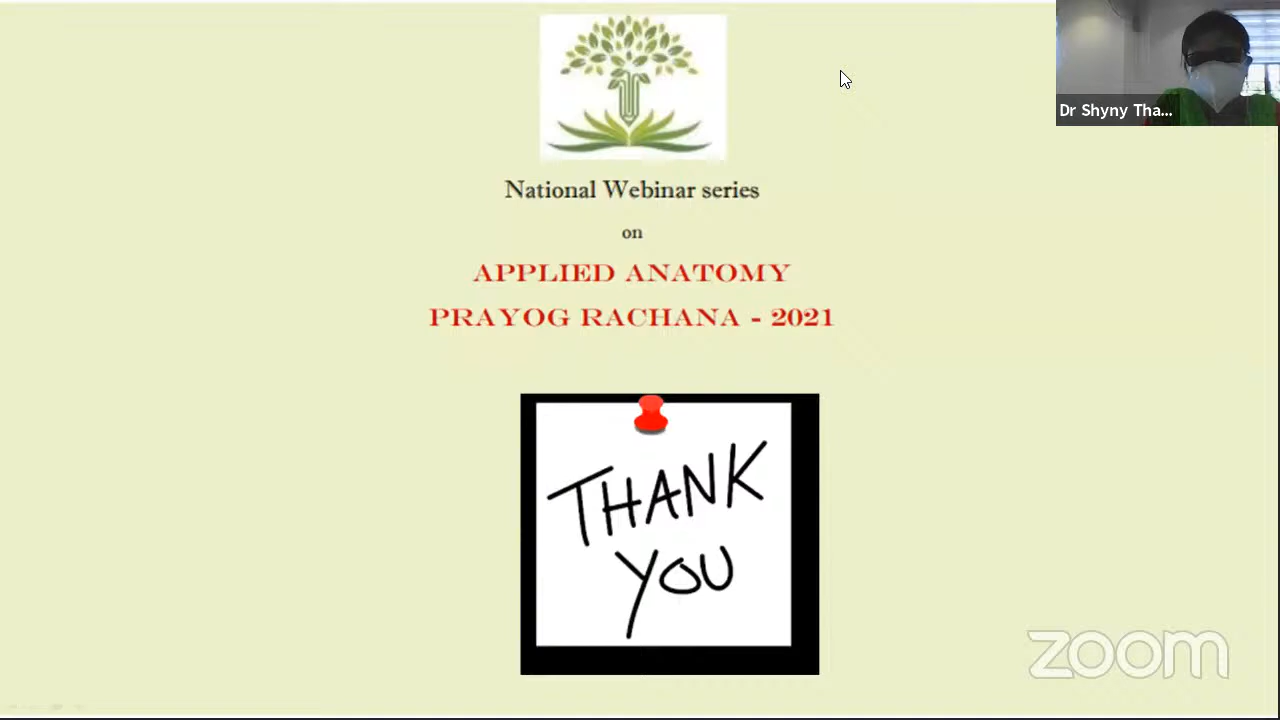 Dr Shyny Tha...
National Webinar series
on
APPLIED ANATOMY
PRAYOG RACHANA - 2021
THANK
YOU
zoom